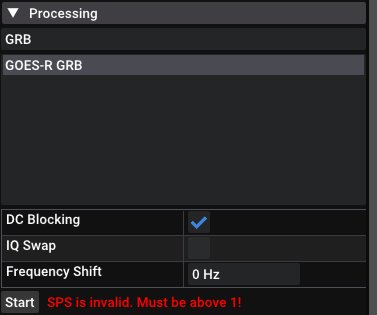 Processing
GRB
GOES-R GRB
DC Blocking
IQ Swap
Frequency Shift 0 Hz
Start SPS is invalid. Must be above 1!